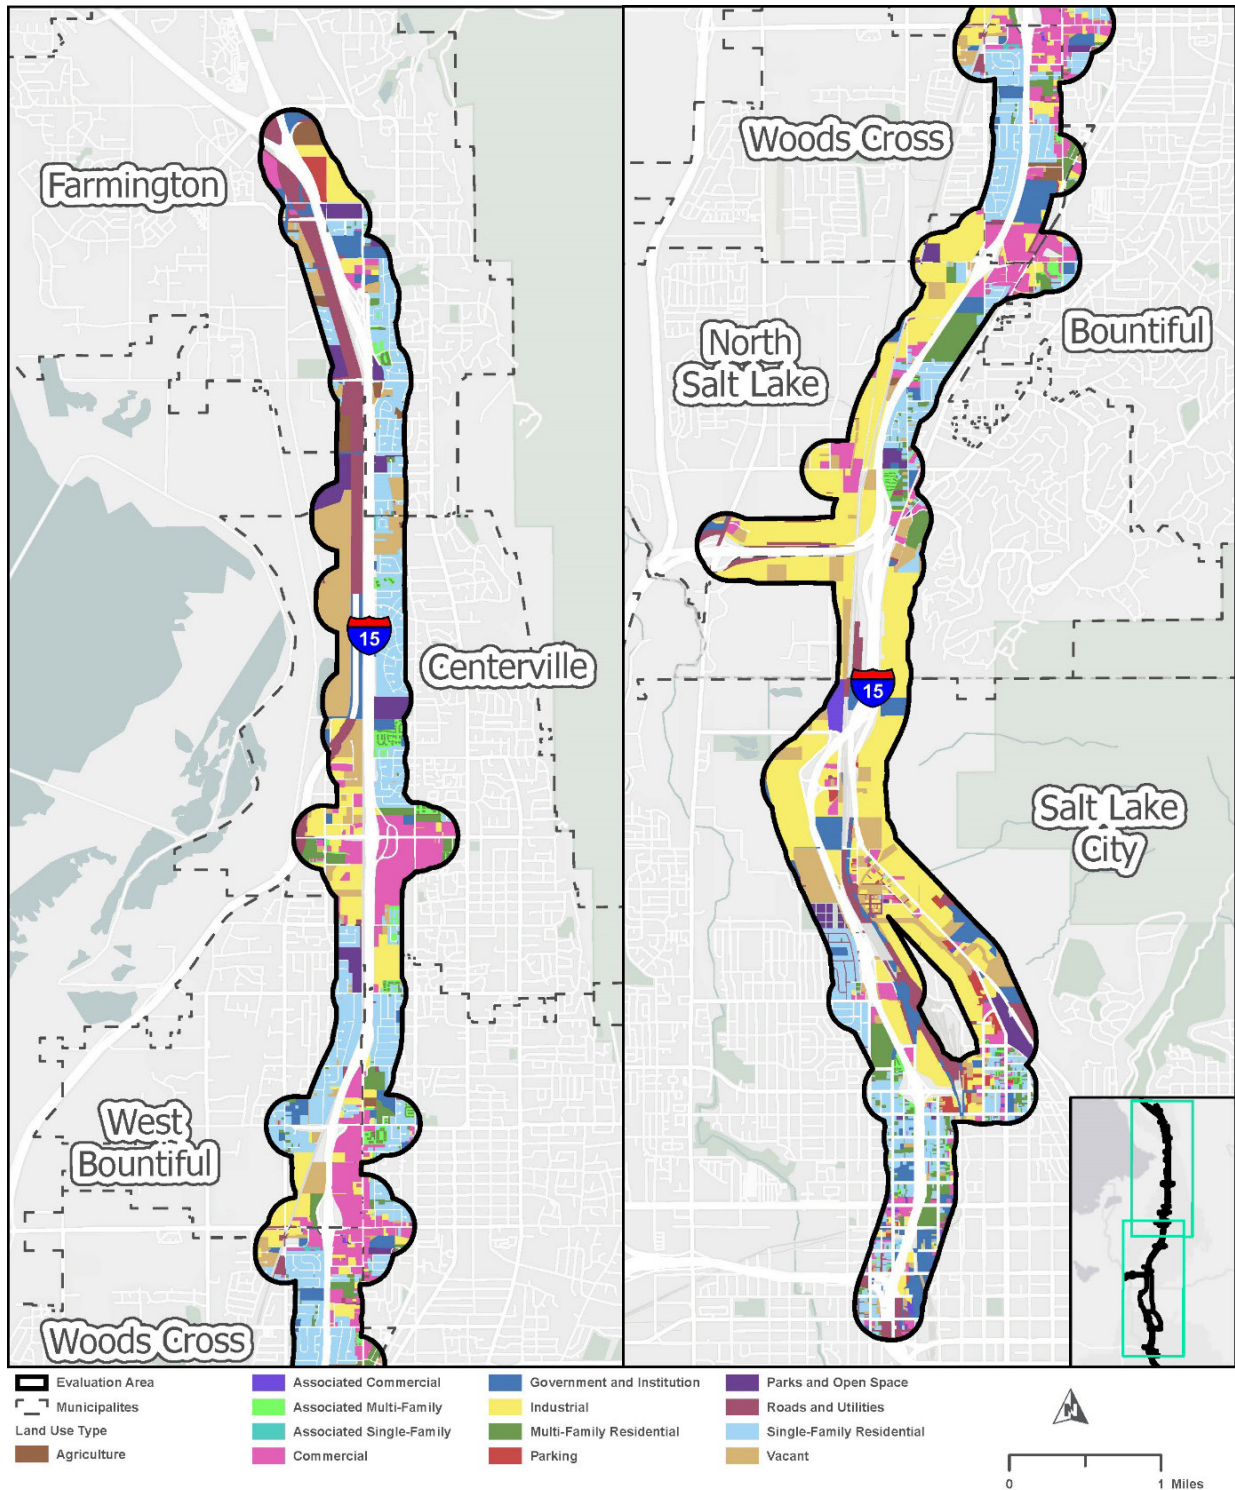 Farmington
15
Centerville
West
Bountiful
Woods Cross
Woods Cross
North
Salt Lake
Bountiful
15
Salt Lake
City
Evaluation Area
Municipalites
Land Use Type
Agriculture
Associated Commercial
Associated Multi-Family
Associated Single-Family
Commercial
Government and Institution
Industrial
Multi-Family Residential
Parking
Parks and Open Space
Roads and Utilities
Single-Family Residential
Vacant
N
0 1 Miles